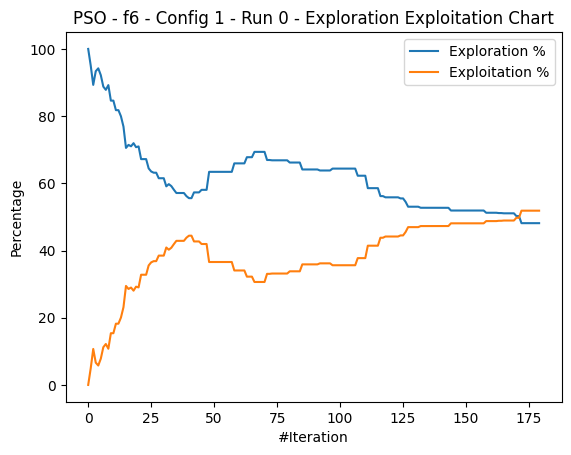 PSO - f6 - Config 1 - Run 0 - Exploration Exploitation Chart
Exploration %
Exploitation %
Percentage
100
80
60
40
20
0
0 25 50 75 100 125 150 175
#Iteration